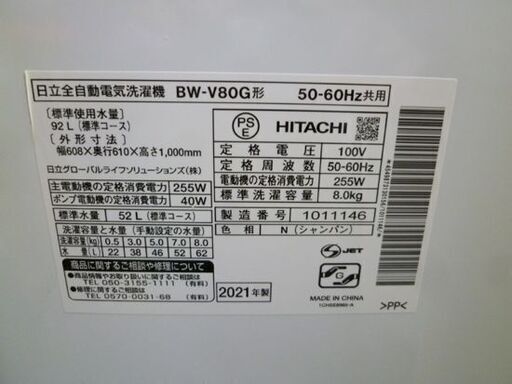 日立全自動電気洗濯機 BW-V80G形 50-60Hz共用
〔標準使用水量〕
92L(標準コース)
〔外形寸法〕
幅608×奥行610×高さ1,000mm
日立グローバルライフソリューションズ(株)
主電動機の定格消費電力 255W
ポンプ電動機の定格消費電力 40W
標準水量 52L(標準コース)
洗濯容量と水量(手動設定の水量)
洗濯容量(kg) 0.5 3.0 5.0 7.0 8.0
水量(L) 22 38 46 52 62
商品に関するご相談や修理について
TEL 050-3155-1111 (有料)
TEL 0570-0031-68 (有料)
PS
E
HITACHI
定格電圧 100V
定格周波数 50-60Hz
電動機の定格消費電力 255W
標準洗濯容量 8.0kg
製造番号 1011146
色相 N(シャンパン)
2021年製
S JET
G
MADE IN CHINA
>PP<